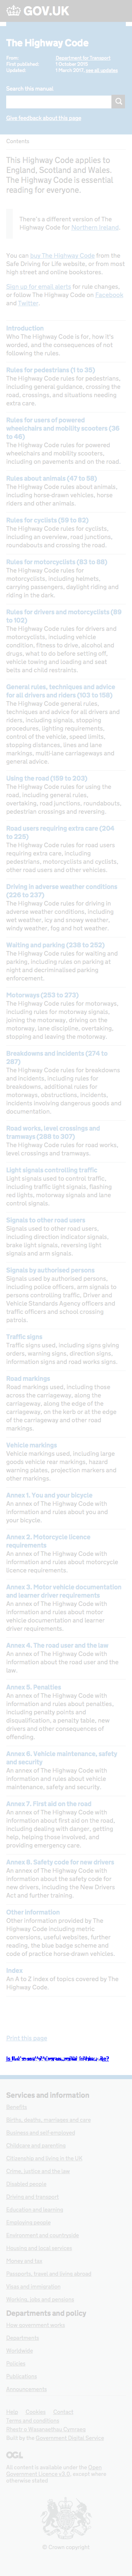 GOV.UK
The Highway Code
From: Department for Transport
First published: 1 October 2015
Updated: 1 March 2017, see all updates
Search this manual:
Give feedback about this page
Contents
This Highway Code applies to
England, Scotland and Wales.
The Highway Code is essential
reading for everyone.
There's a different version of The
Highway Code for Northern Ireland.
You can buy The Highway Code from the
Safe Driving for Life website, or from most
high street and online bookstores.
Sign up for email alerts for rule changes,
or follow The Highway Code on Facebook
and Twitter.
Introduction
Who The Highway Code is for, how it's
worded, and the consequences of not
following the rules.
Rules for pedestrians (1 to 35)
The Highway Code rules for pedestrians,
including general guidance, crossing the
road, crossings, and situations needing
extra care.
Rules for users of powered
wheelchairs and mobility scooters (36
to 46)
The Highway Code rules for powered
wheelchairs and mobility scooters,
including on pavements and on the road.
Rules about animals (47 to 58)
The Highway Code rules about animals,
including horse-drawn vehicles, horse
riders and other animals.
Rules for cyclists (59 to 82)
The Highway Code rules for cyclists,
including an overview, road junctions,
roundabouts and crossing the road.
Rules for motorcyclists (83 to 88)
The Highway Code rules for
motorcyclists, including helmets,
carrying passengers, daylight riding and
riding in the dark.
Rules for drivers and motorcyclists (89
to 102)
The Highway Code rules for drivers and
motorcyclists, including vehicle
condition, fitness to drive, alcohol and
drugs, what to do before setting off,
vehicle towing and loading and seat
belts and child restraints.
General rules, techniques and advice
for all drivers and riders (103 to 158)
The Highway Code general rules,
techniques and advice for all drivers and
riders, including signals, stopping
procedures, lighting requirements,
control of the vehicle, speed limits,
stopping distances, lines and lane
markings, multi lane carriageways and
general advice.
Using the road (159 to 203)
The Highway Code rules for using the
road, including general rules,
overtaking, road junctions, roundabouts,
pedestrian crossings and reversing.
Road users requiring extra care (204
to 225)
The Highway Code rules for road users
requiring extra care, including
pedestrians, motorcyclists and cyclists,
other road users and other vehicles.
Driving in adverse weather conditions
(226 to 237)
The Highway Code rules for driving in
adverse weather conditions, including
wet weather, icy and snowy weather,
windy weather, fog and hot weather.
Waiting and parking (238 to 252)
The Highway Code rules for waiting and
parking, including rules on parking at
night and decriminalised parking
enforcement.
Motorways (253 to 273)
The Highway Code rules for motorways,
including rules for motorway signals,
joining the motorway, driving on the
motorway, lane discipline, overtaking,
stopping and leaving the motorway.
Breakdowns and incidents (274 to
287)
The Highway Code rules for breakdowns
and incidents, including rules for
breakdowns, additional rules for
motorways, obstructions, incidents,
incidents involving dangerous goods and
documentation.
Road works, level crossings and
tramways (288 to 307)
The Highway Code rules for road works,
level crossings and tramways.
Light signals controlling traffic
Light signals used to control traffic,
including traffic light signals, flashing
red lights, motorway signals and lane
control signals.
Signals to other road users
Signals used to other road users,
including direction indicator signals,
brake light signals, reversing light
signals and arm signals.
Signals by authorised persons
Signals used by authorised persons,
including police officers, arm signals to
persons controlling traffic, Driver and
Vehicle Standards Agency officers and
traffic officers and school crossing
patrols.
Traffic signs
Traffic signs used, including signs giving
orders, warning signs, direction signs,
information signs and road works signs.
Road markings
Road markings used, including those
across the carriageway, along the
carriageway, along the edge of the
carriageway, on the kerb or at the edge
of the carriageway and other road
markings.
Vehicle markings
Vehicle markings used, including large
goods vehicle rear markings, hazard
warning plates, projection markers and
other markings.
Annex 1. You and your bicycle
An annex of The Highway Code with
information and rules about you and
your bicycle.
Annex 2. Motorcycle licence
requirements
An annex of The Highway Code with
information and rules about motorcycle
licence requirements.
Annex 3. Motor vehicle documentation
and learner driver requirements
An annex of The Highway Code with
information and rules about motor
vehicle documentation and learner
driver requirements.
Annex 4. The road user and the law
An annex of The Highway Code with
information about the road user and the
law.
Annex 5. Penalties
An annex of The Highway Code with
information and rules about penalties,
including penalty points and
disqualification, a penalty table, new
drivers and other consequences of
offending.
Annex 6. Vehicle maintenance, safety
and security
An annex of The Highway Code with
information and rules about vehicle
maintenance, safety and security.
Annex 7. First aid on the road
An annex of The Highway Code with
information about first aid on the road,
including dealing with danger, getting
help, helping those involved, and
providing emergency care.
Annex 8. Safety code for new drivers
An annex of The Highway Code with
information about the safety code for
new drivers, including the New Drivers
Act and further training.
Other information
Other information provided by The
Highway Code including metric
conversions, useful websites, further
reading, the blue badge scheme and
code of practice horse-drawn vehicles.
Index
An A to Z index of topics covered by The
Highway Code.
Print this page
Services and information
Benefits
Births, deaths, marriages and care
Business and self-employed
Childcare and parenting
Citizenship and living in the UK
Crime, justice and the law
Disabled people
Driving and transport
Education and learning
Employing people
Environment and countryside
Housing and local services
Money and tax
Passports, travel and living abroad
Visas and immigration
Working, jobs and pensions
Departments and policy
How government works
Departments
Worldwide
Policies
Publications
Announcements
Help Cookies Contact
Terms and conditions
Rhestr o Wasanaethau Cymraeg
Built by the Government Digital Service
OGL
All content is available under the Open
Government Licence v3.0, except where
otherwise stated
© Crown copyright